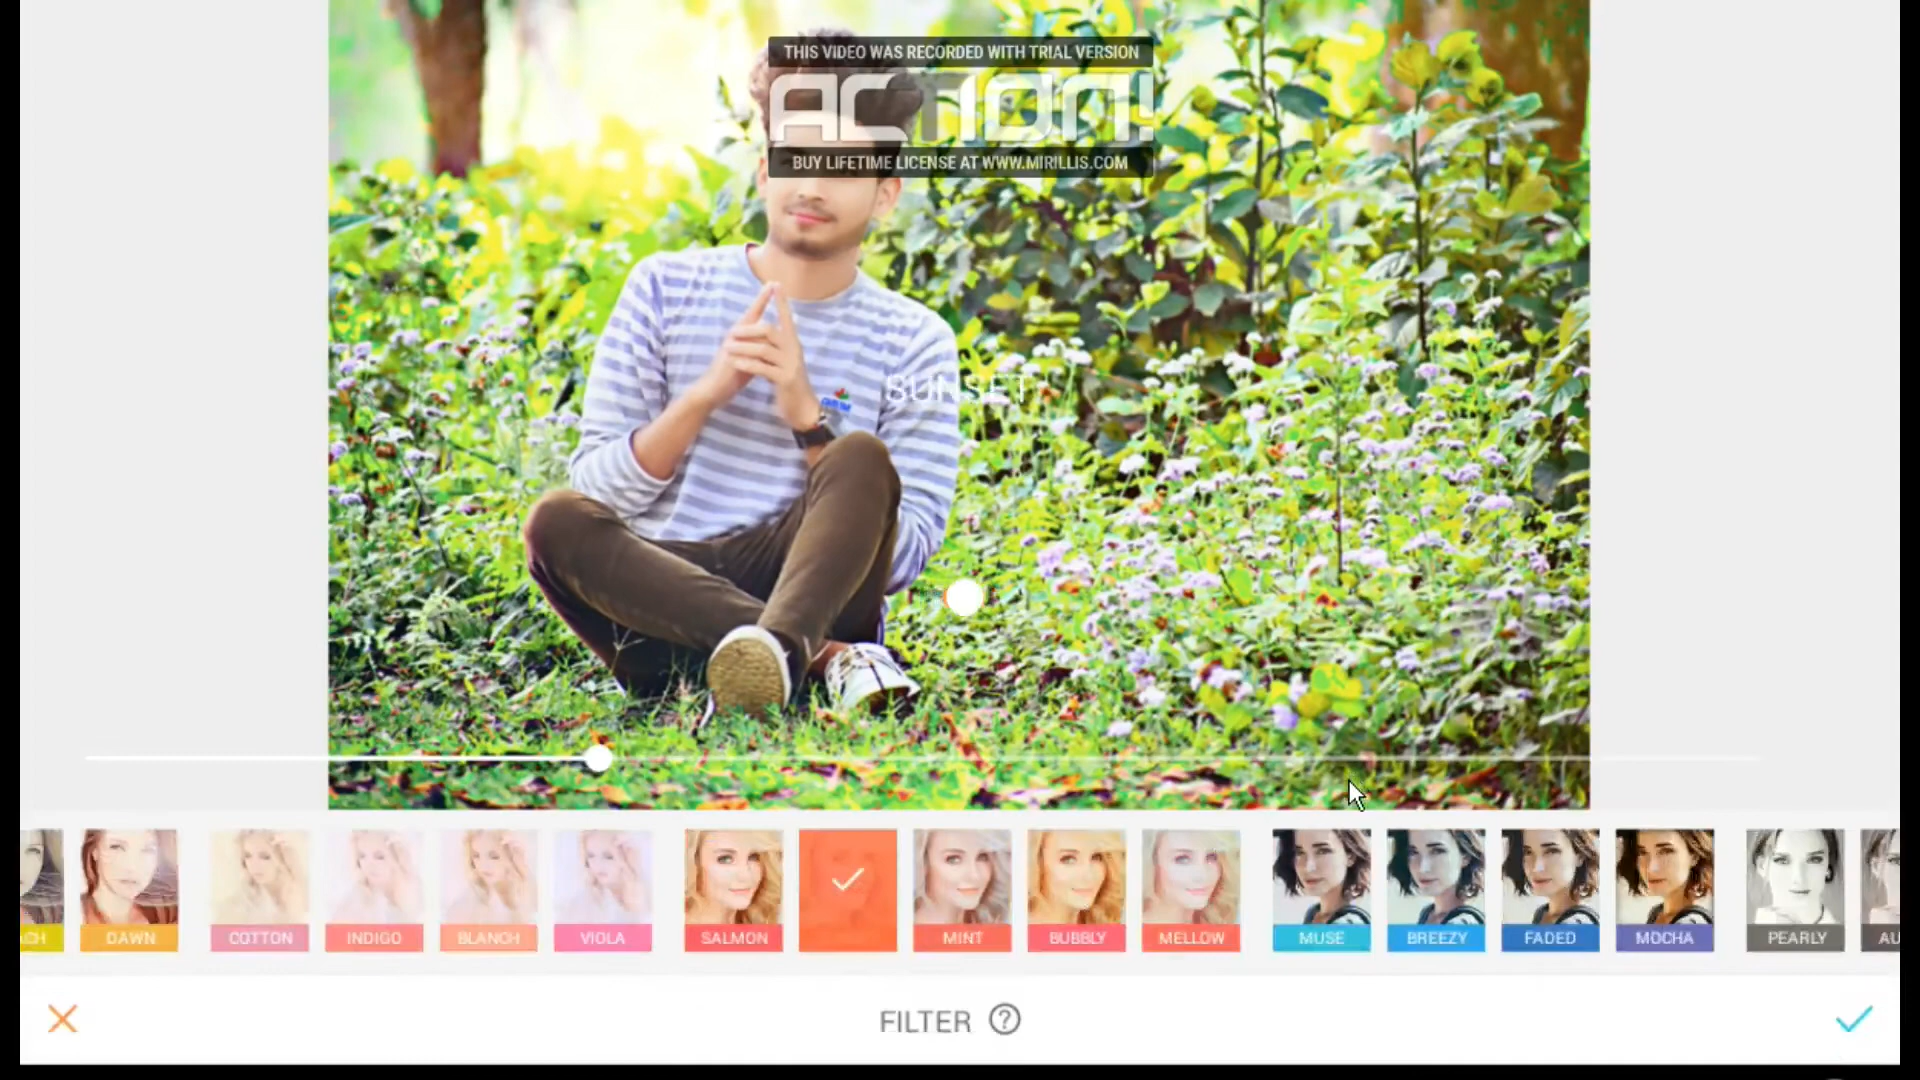 THIS VIDEO WAS RECORDED WITH TRIAL VERSION
ACTION!
BUY LIFETIME LICENSE AT WWW.MIRILLIS.COM
SUNSET
DAWN
COTTON
INDIGO
BLANCH
VIOLA
SALMON
MINT
BUBBLY
MELLOW
MUSE
BREEZY
FADED
MOCHA
PEARLY
AU
FILTER ?